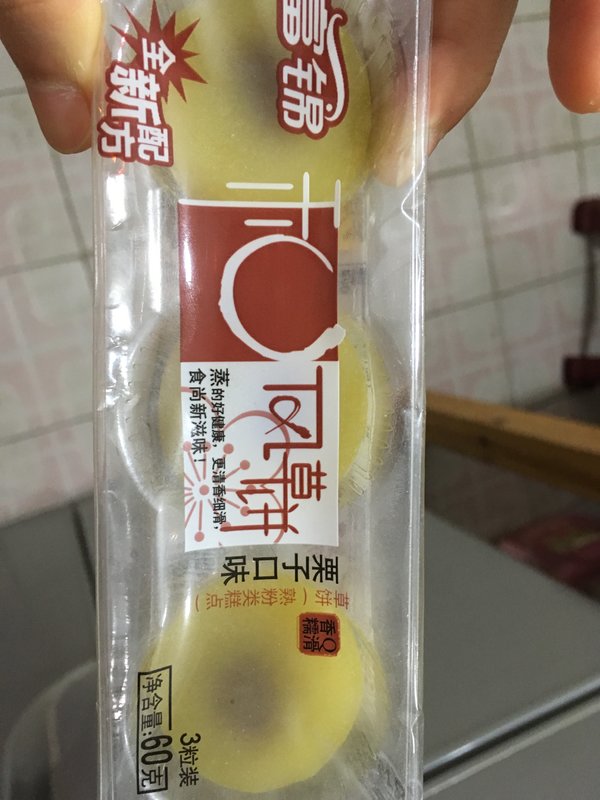 富锦
全新配方
和风草饼
蒸的好健康，更清香细滑，
食尚新滋味！
栗子口味
草饼（熟粉类糕点）
香滑
Q糯
3粒装
净含量:60克